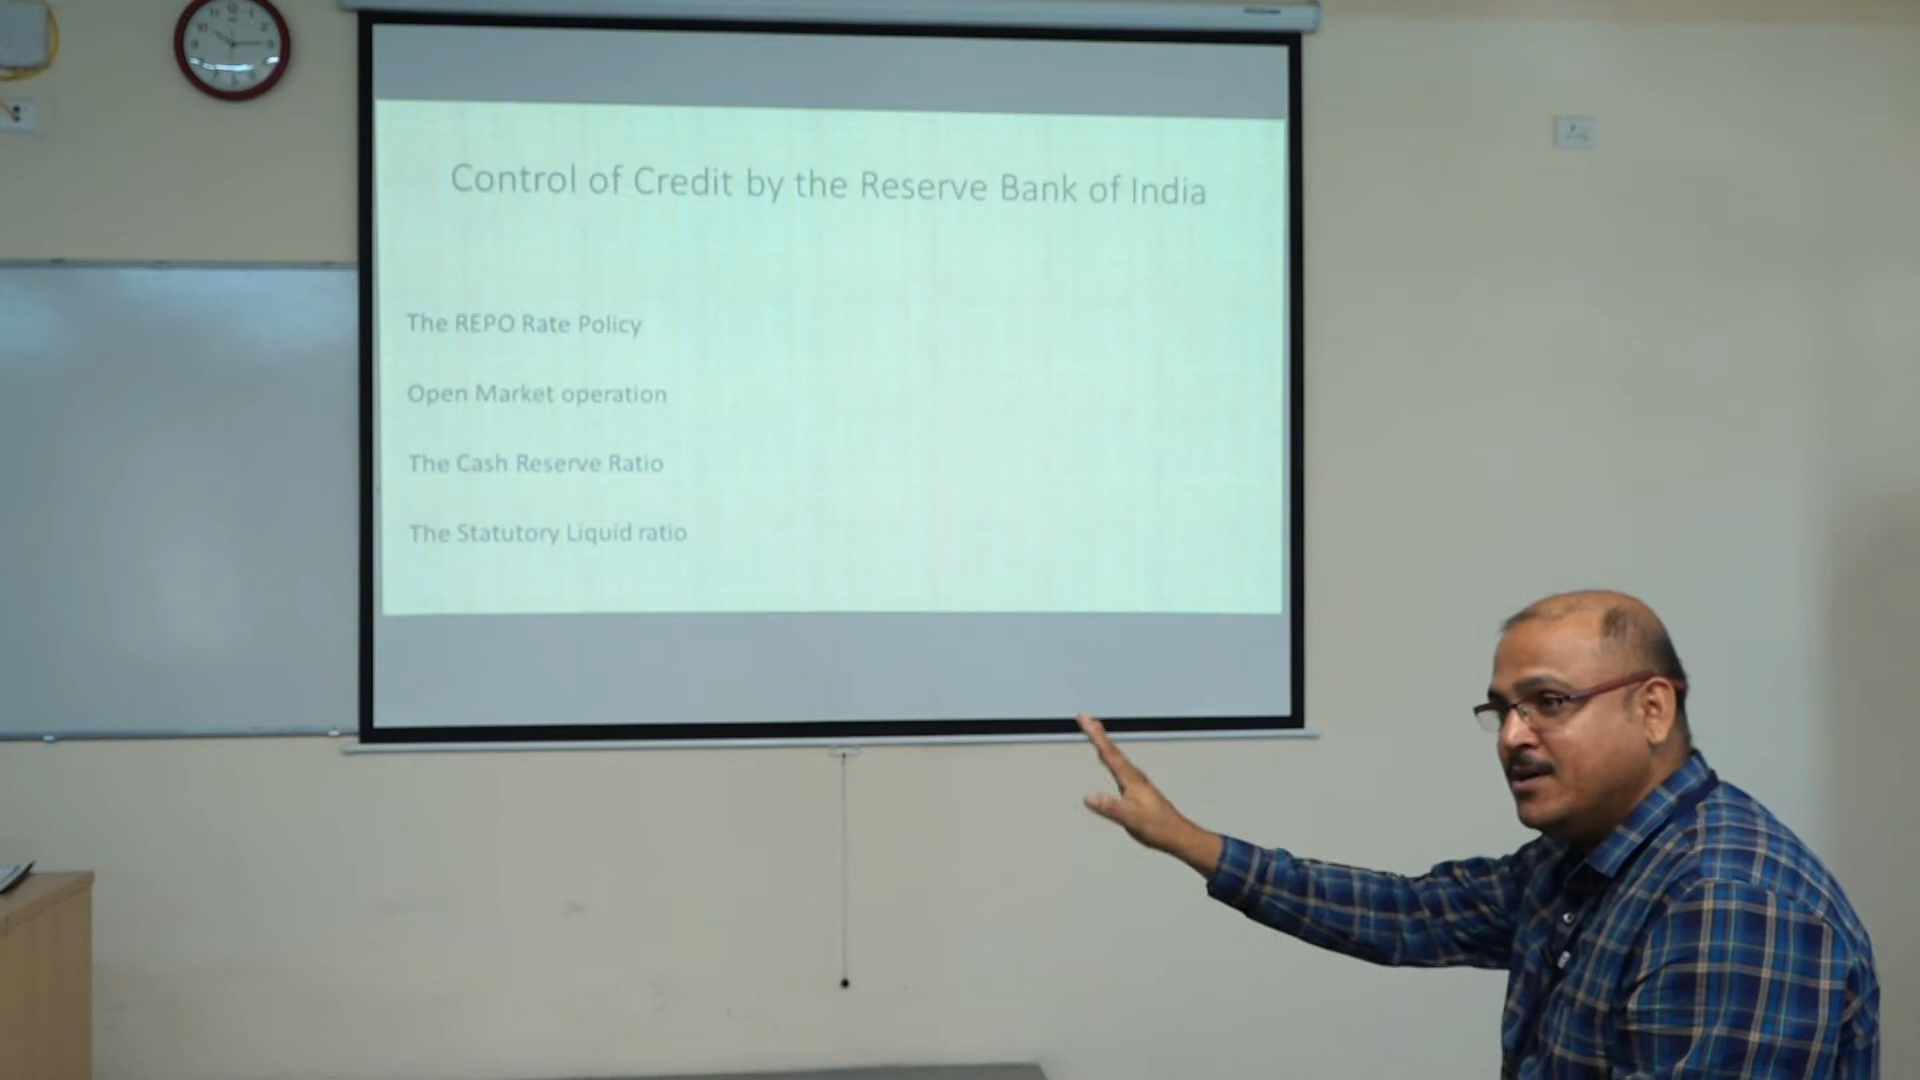 Control of Credit by the Reserve Bank of India
The REPO Rate Policy
Open Market operation
The Cash Reserve Ratio
The Statutory Liquid ratio